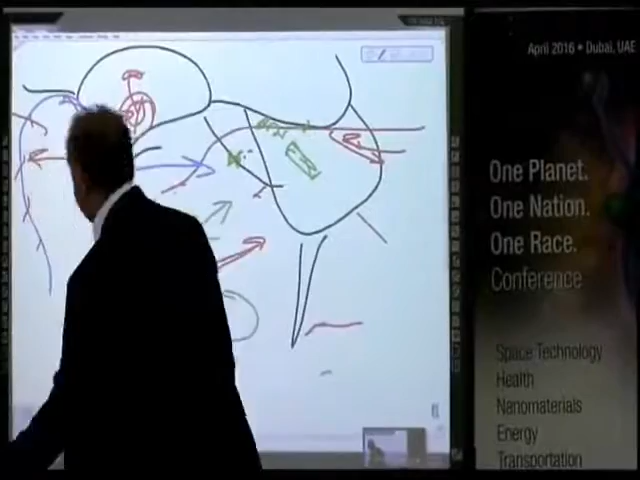 April 2016 • Dubai, UAE
One Planet.
One Nation.
One Race.
Conference
Space Technology
Health
Nanomaterials
Energy
Transportation